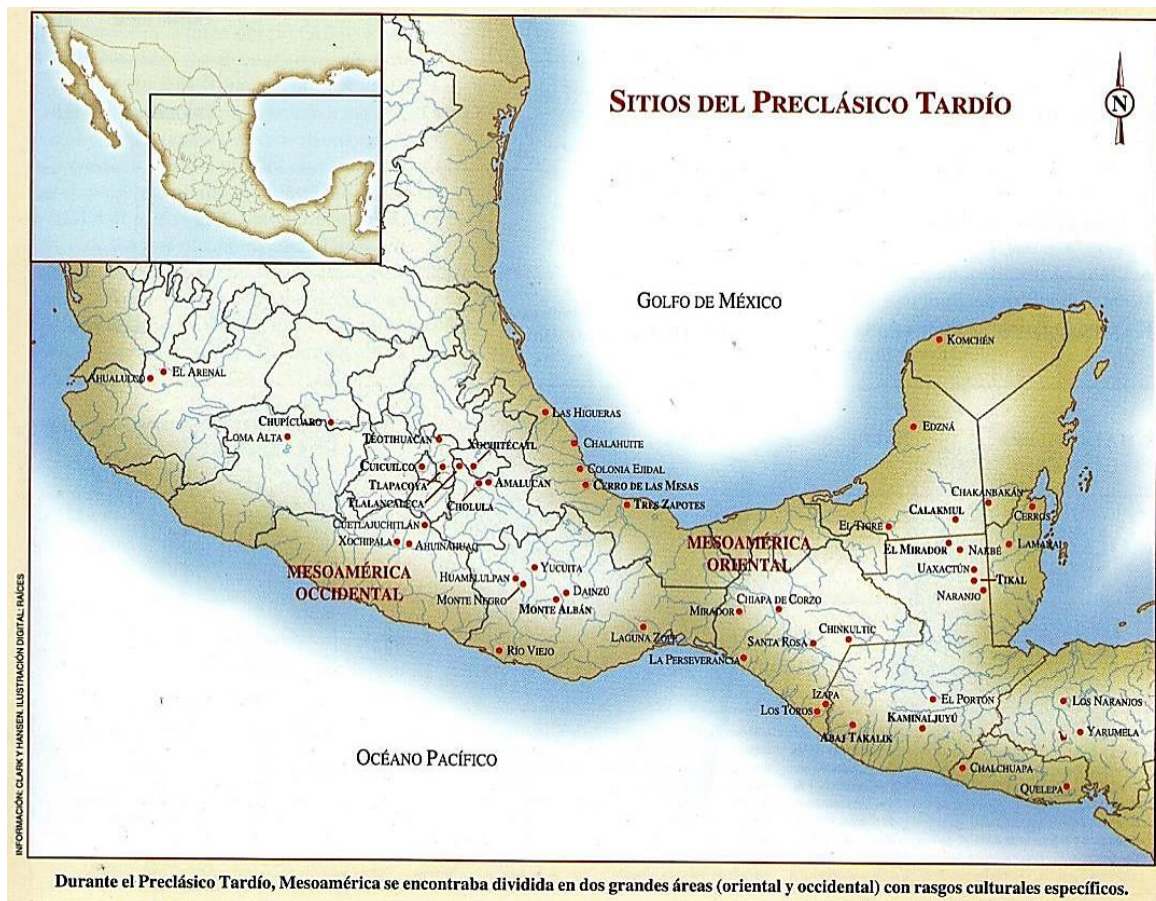 SITIOS DEL PRECLÁSICO TARDÍO
N
GOLFO DE MÉXICO
KOMCHÉN
EL ARENAL
AHUALULCO
LAS HIGUERAS
CHUPÍCUARO
EDZNÁ
LOMA ALTA
TEOTIHUACAN
XOCHITÉCATL
CHALAHUITE
CUICUILCO
COLONIA EJIDAL
TLAPACOYA
AMALUCAN
CERRO DE LAS MESAS
CHAKANBAKÁN
TLALANCALECA
CHOLULA
TRES ZAPOTES
CALAKMUL
CERROS
CUETLAJUCHITLÁN
EL TIGRE
XOCHIPALA
AHUINAHUAC
MESOAMÉRICA
ORIENTAL
EL MIRADOR
NAKBÉ
LAMANAI
MESOAMÉRICA
OCCIDENTAL
YUCUITA
UAXACTÚN
HUAMELULPAN
TIKAL
MONTE NEGRO
DAINZÚ
NARANJO
MONTE ALBÁN
MIRADOR
CHIAPA DE CORZO
LAGUNA ZOPE
CHINKULTIC
SANTA ROSA
RÍO VIEJO
LA PERSEVERANCIA
IZAPA
EL PORTÓN
LOS NARANJOS
LOS TOROS
KAMINALJUYÚ
ABAJ TAKALIK
YARUMELA
OCÉANO PACÍFICO
CHALCHUAPA
QUELEPA
INFORMACIÓN: CLARK Y HANSEN. ILUSTRACIÓN DIGITAL: RAÍCES
Durante el Preclásico Tardío, Mesoamérica se encontraba dividida en dos grandes áreas (oriental y occidental) con rasgos culturales específicos.